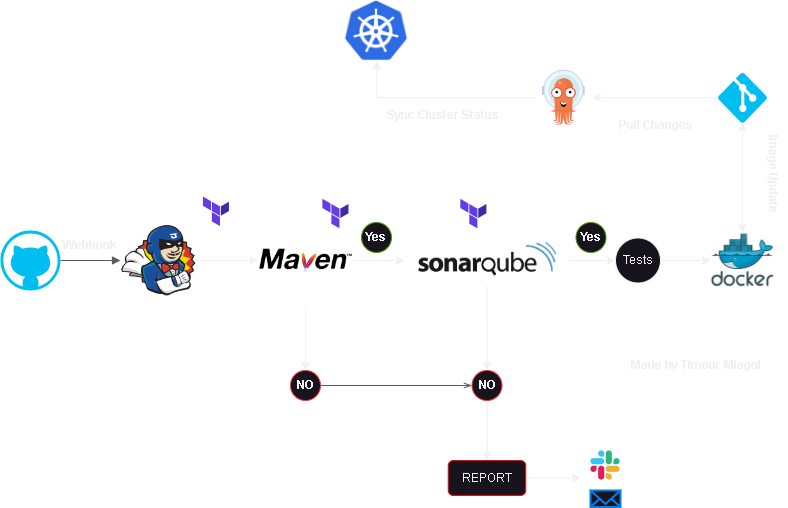 Sync Cluster Status
Pull Changes
Image Update
Webhook
Maven™
Yes
sonarqube
Yes
Tests
docker
Made by Timour Miagol
NO
NO
REPORT